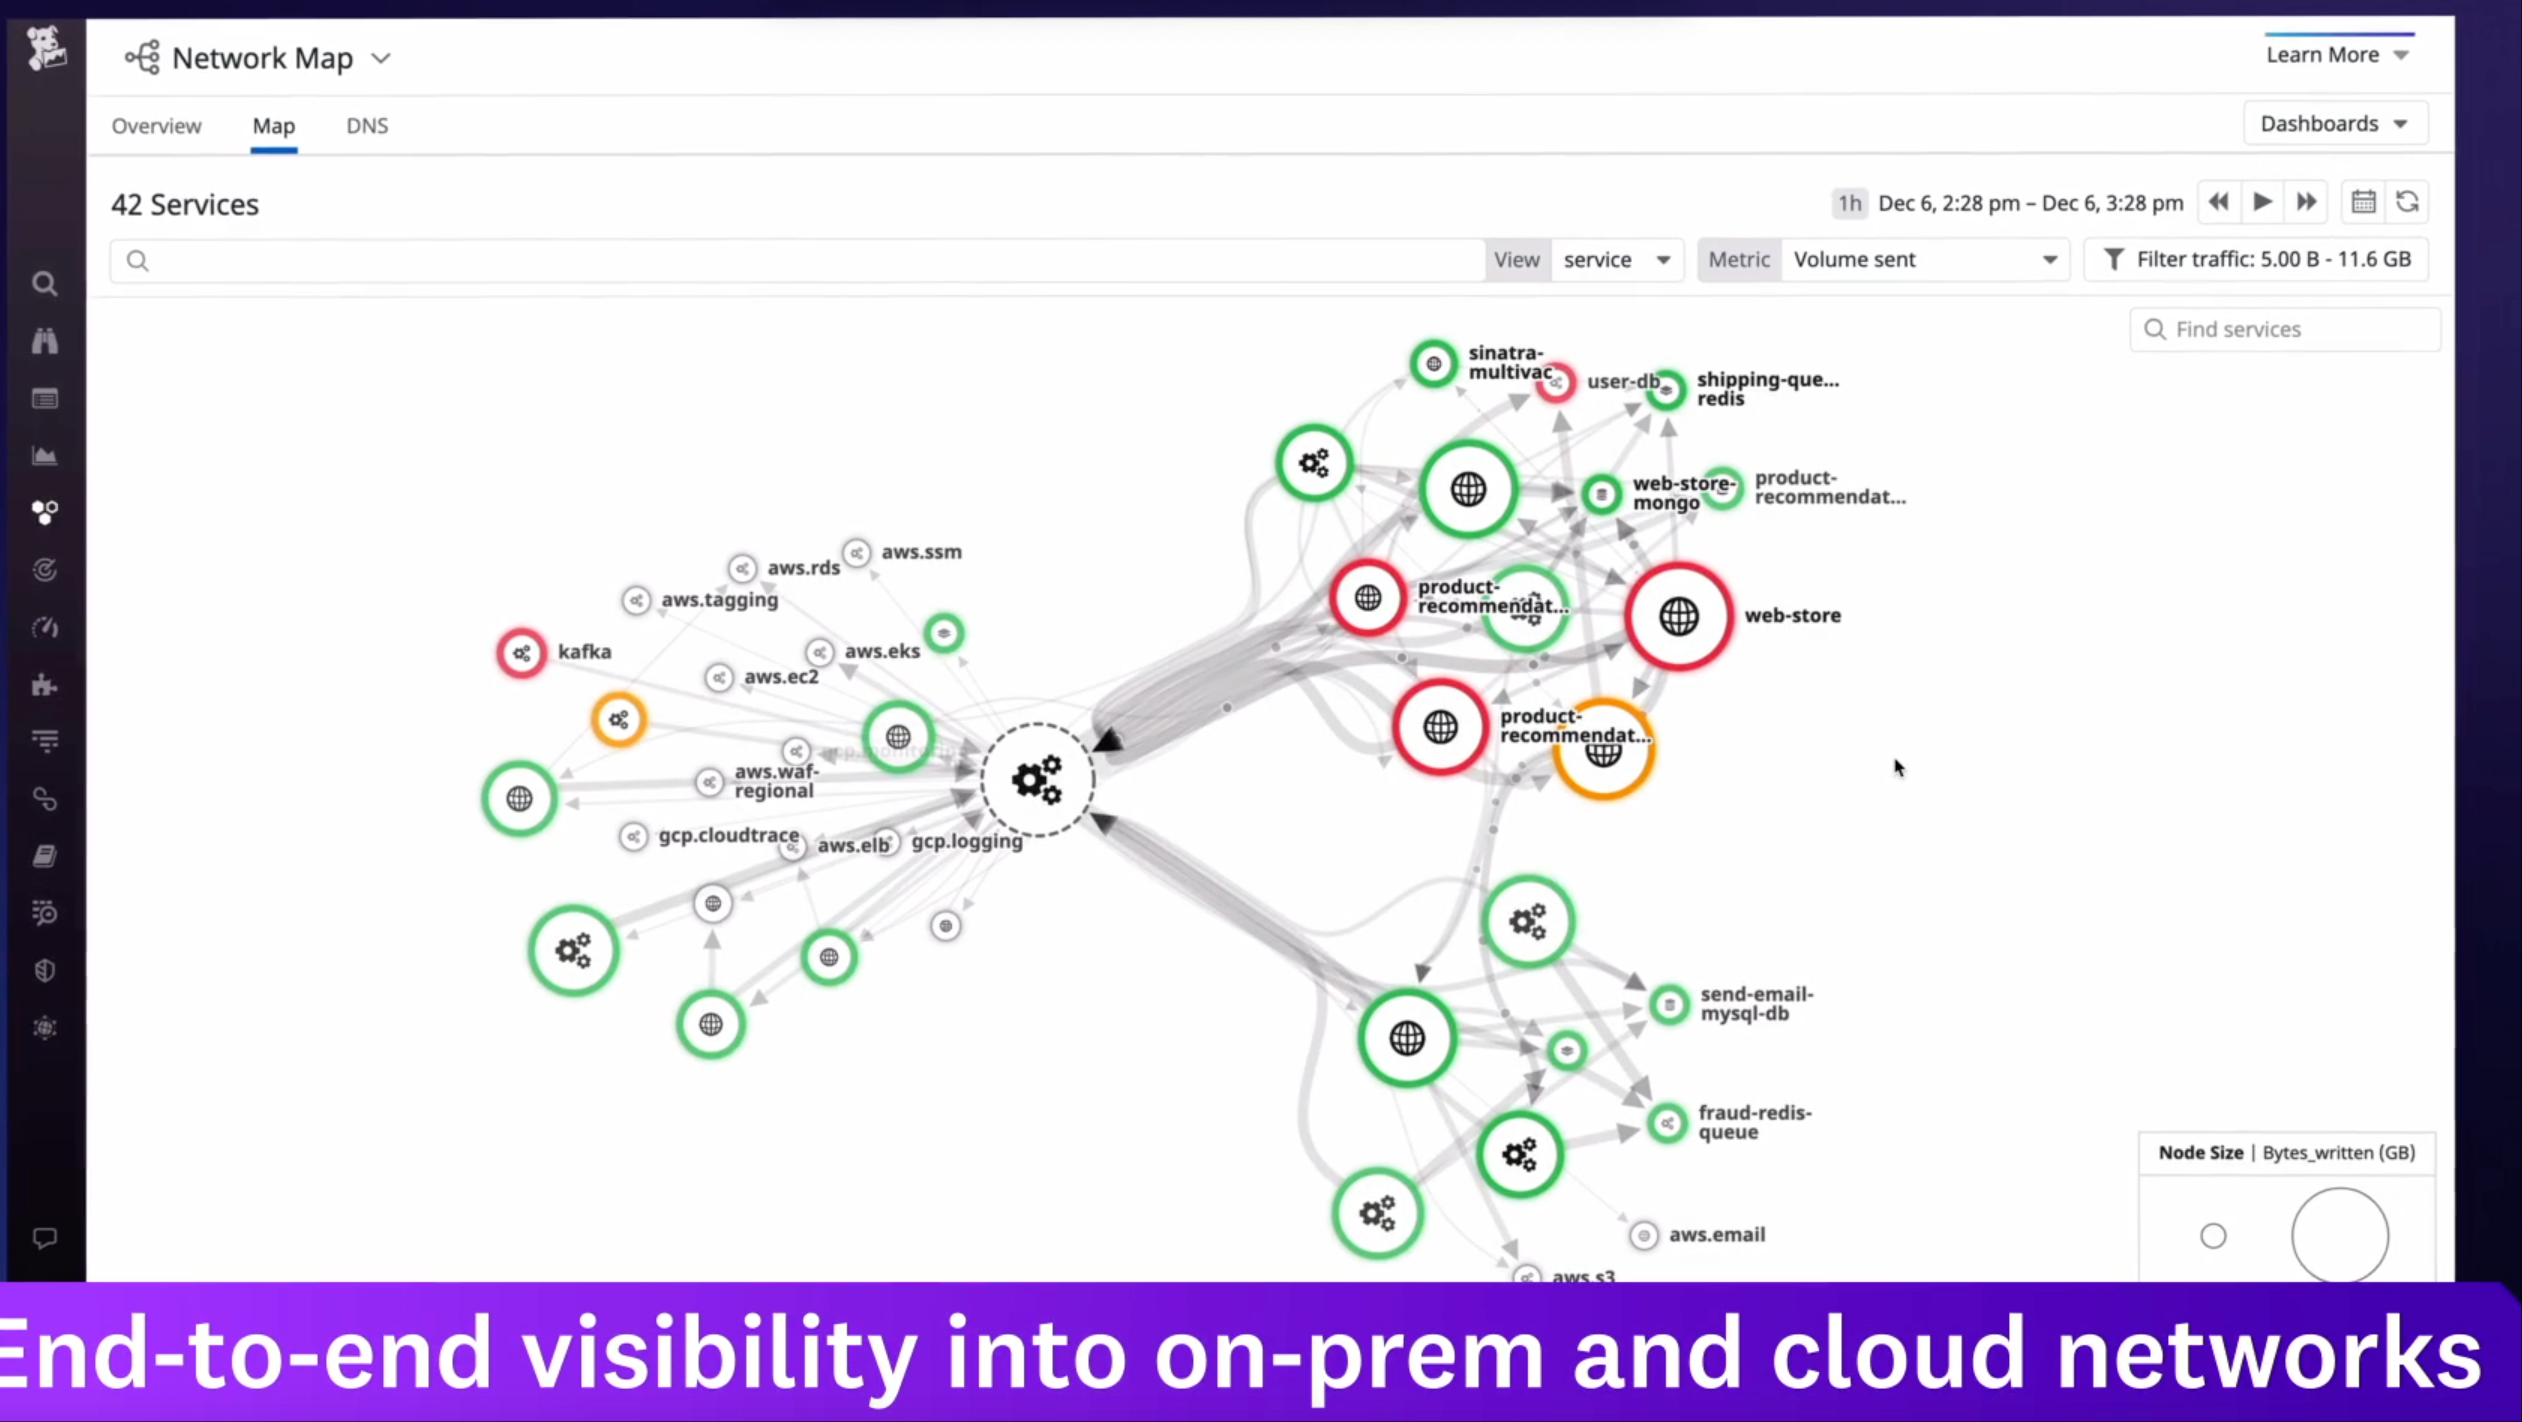 Network Map
Learn More
Overview
Map
DNS
Dashboards
42 Services
1h
Dec 6, 2:28 pm – Dec 6, 3:28 pm
View
service
Metric
Volume sent
Filter traffic: 5.00 B - 11.6 GB
Find services
sinatra-
multivac
user-db
shipping-que...
redis
web-store-
mongo
product-
recommendat...
product-
recommendat...
web-store
product-
recommendat...
aws.ssm
aws.rds
aws.tagging
kafka
aws.eks
aws.ec2
gcp.monitoring
aws.waf-
regional
gcp.cloudtrace
aws.elb
gcp.logging
send-email-
mysql-db
fraud-redis-
queue
aws.email
aws.s3
Node Size | Bytes_written (GB)
End-to-end visibility into on-prem and cloud networks